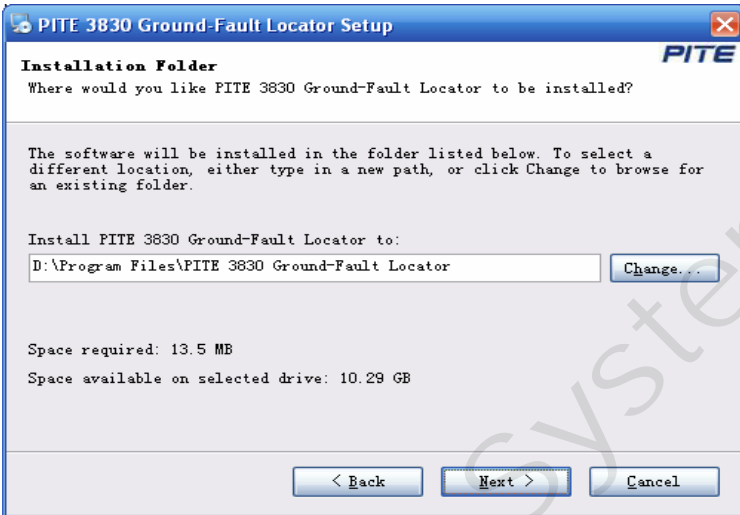 PITE 3830 Ground-Fault Locator Setup
PITE
Installation Folder
Where would you like PITE 3830 Ground-Fault Locator to be installed?
The software will be installed in the folder listed below. To select a
different location, either type in a new path, or click Change to browse for
an existing folder.
Install PITE 3830 Ground-Fault Locator to:
D:\Program Files\PITE 3830 Ground-Fault Locator
Change...
Space required: 13.5 MB
Space available on selected drive: 10.29 GB
< Back
Next >
Cancel